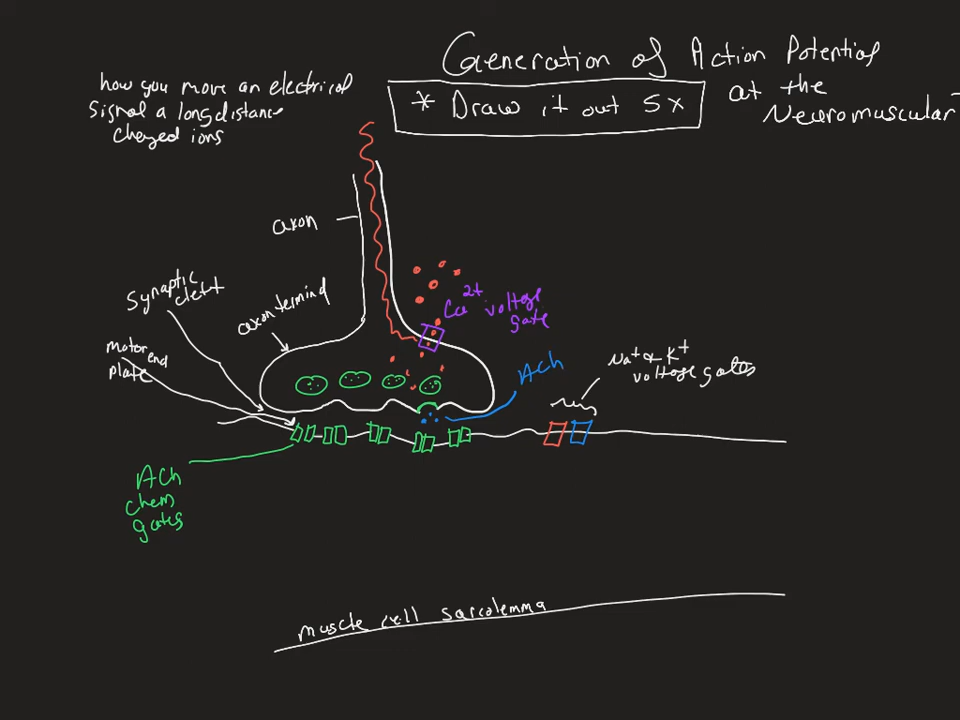 Generation of Action Potential
at the
Neuromuscular
* Draw it out 5x
how you move an electrical
signal a long distance
charged ions
axon
synaptic
cleft
axon terminal
Ca2+ voltage
gate
motor end
plate
ACh
Na+ & K+
voltage gates
ACh
chem
gates
muscle cell sarcolemma